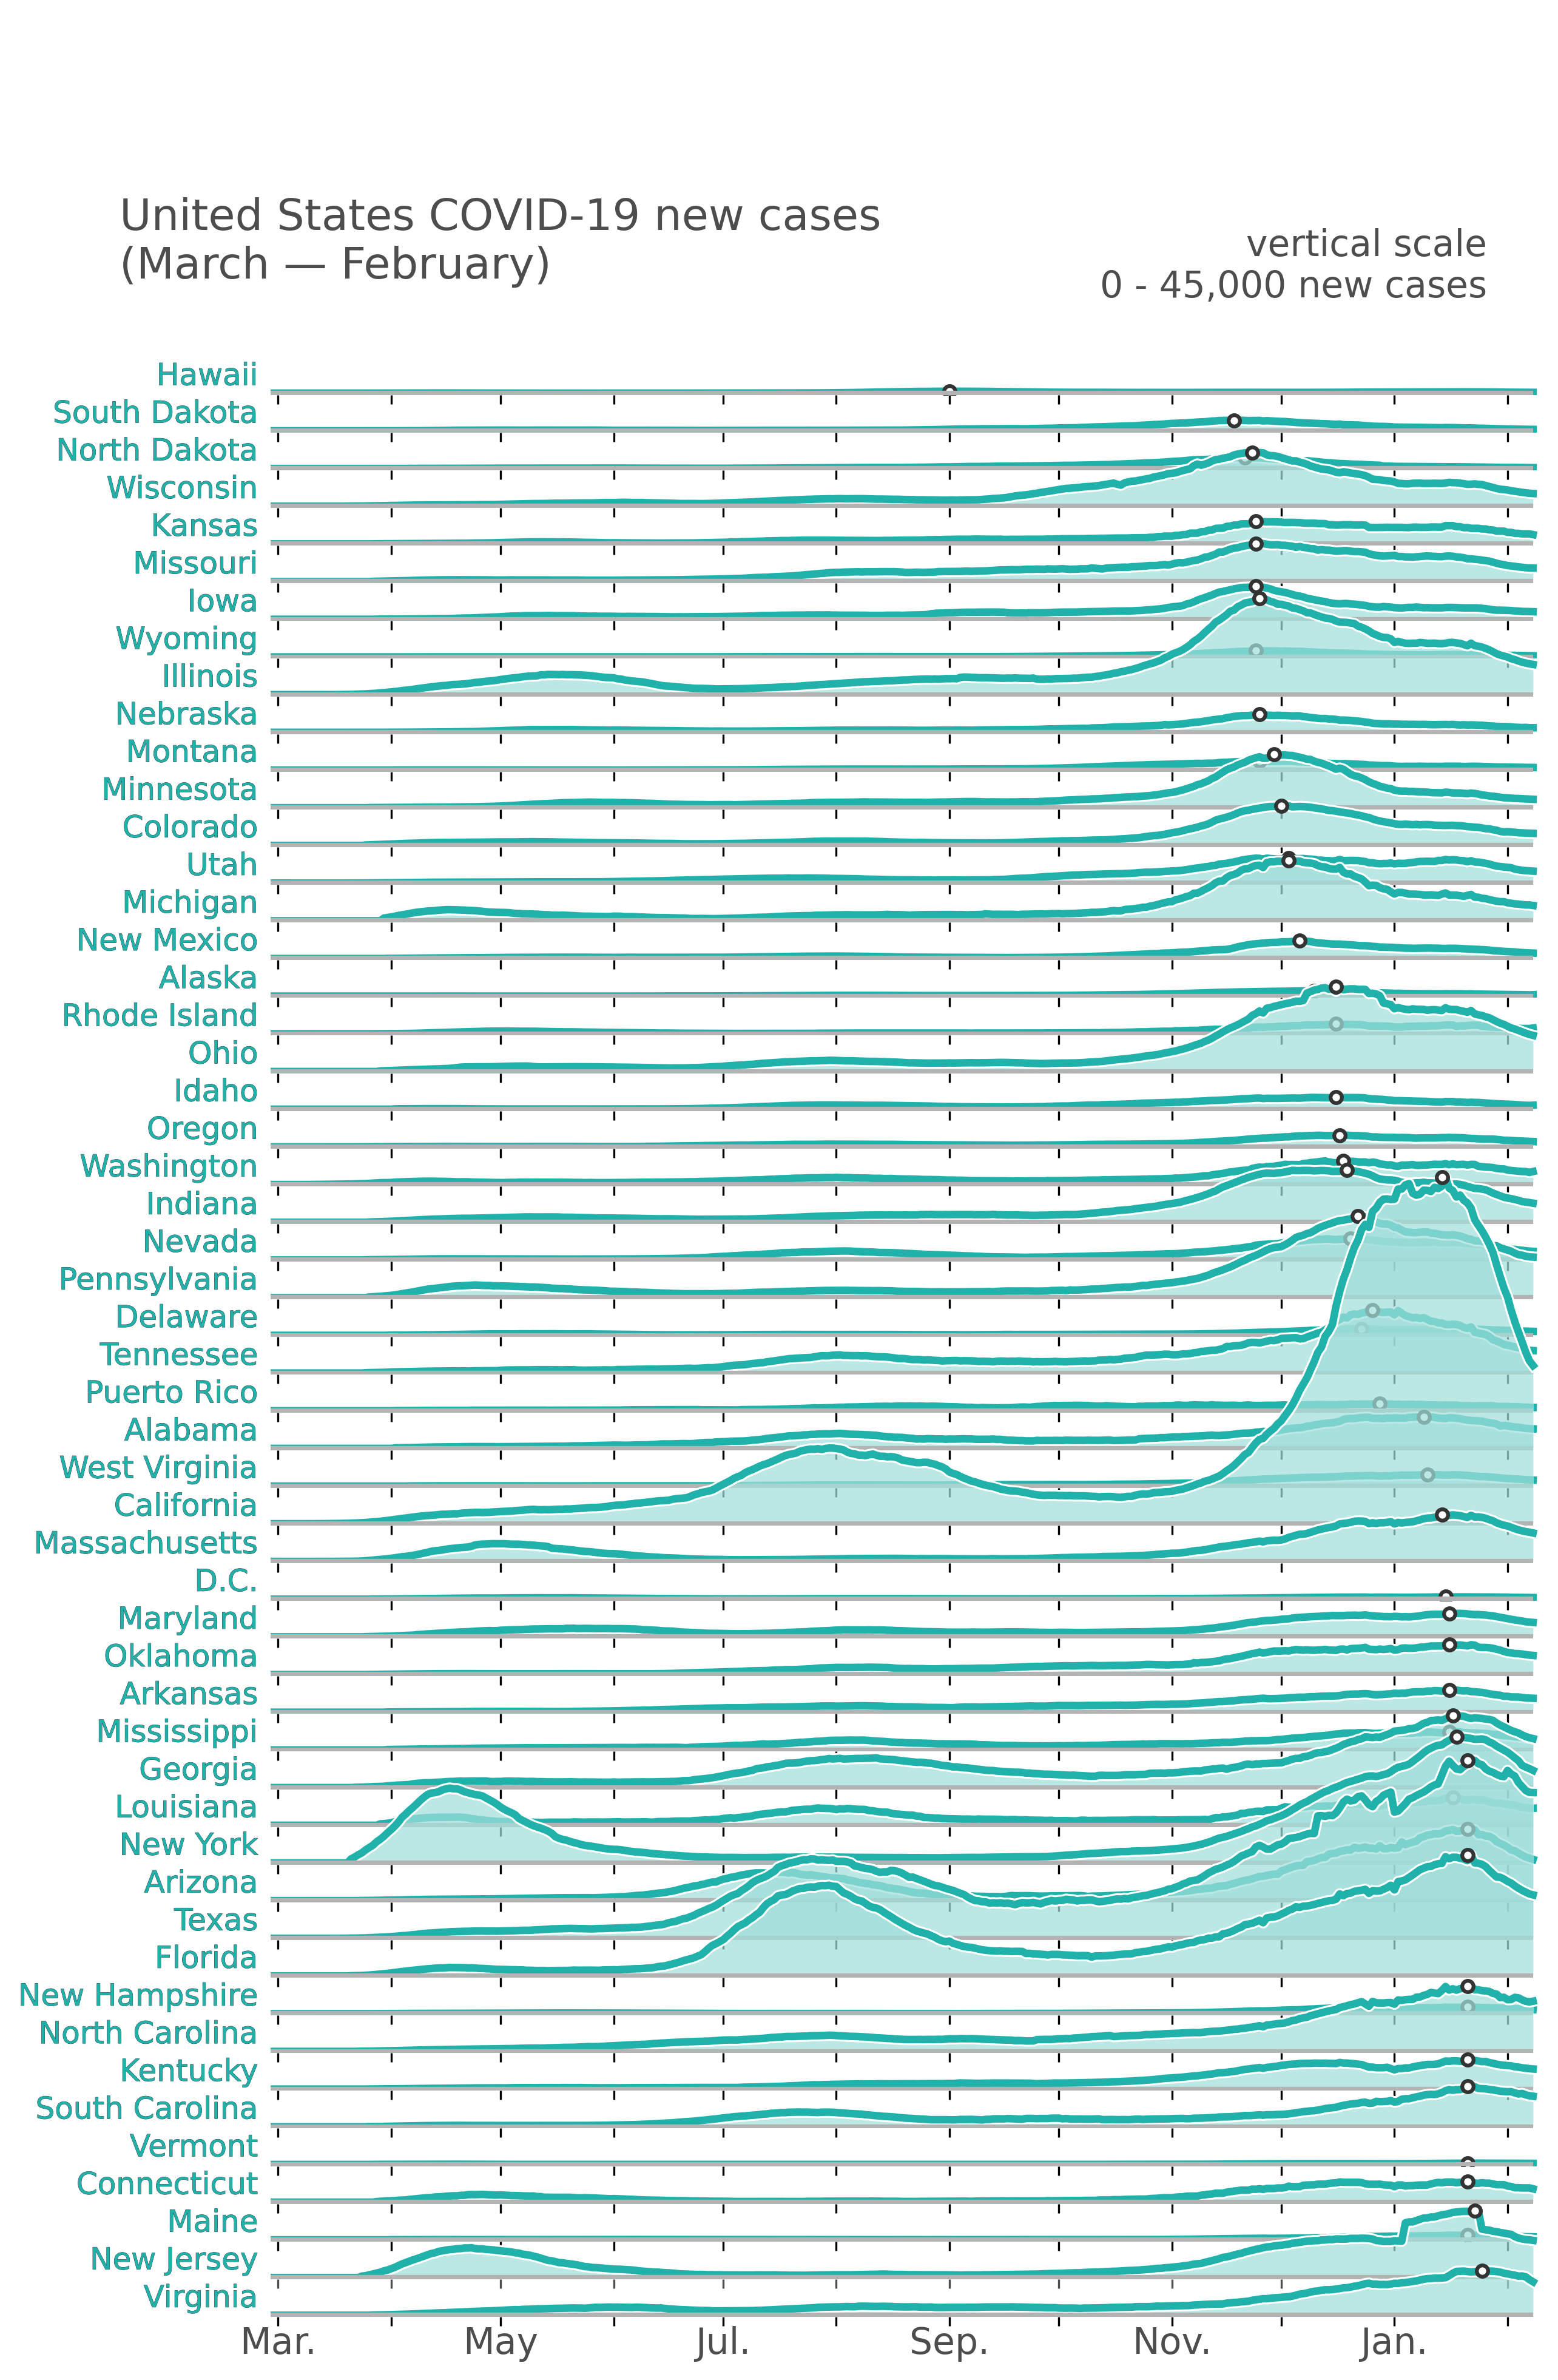 United States COVID-19 new cases
(March — February)
vertical scale
0 - 45,000 new cases
Hawaii
South Dakota
North Dakota
Wisconsin
Kansas
Missouri
Iowa
Wyoming
Illinois
Nebraska
Montana
Minnesota
Colorado
Utah
Michigan
New Mexico
Alaska
Rhode Island
Ohio
Idaho
Oregon
Washington
Indiana
Nevada
Pennsylvania
Delaware
Tennessee
Puerto Rico
Alabama
West Virginia
California
Massachusetts
D.C.
Maryland
Oklahoma
Arkansas
Mississippi
Georgia
Louisiana
New York
Arizona
Texas
Florida
New Hampshire
North Carolina
Kentucky
South Carolina
Vermont
Connecticut
Maine
New Jersey
Virginia
Mar. May Jul. Sep. Nov. Jan.